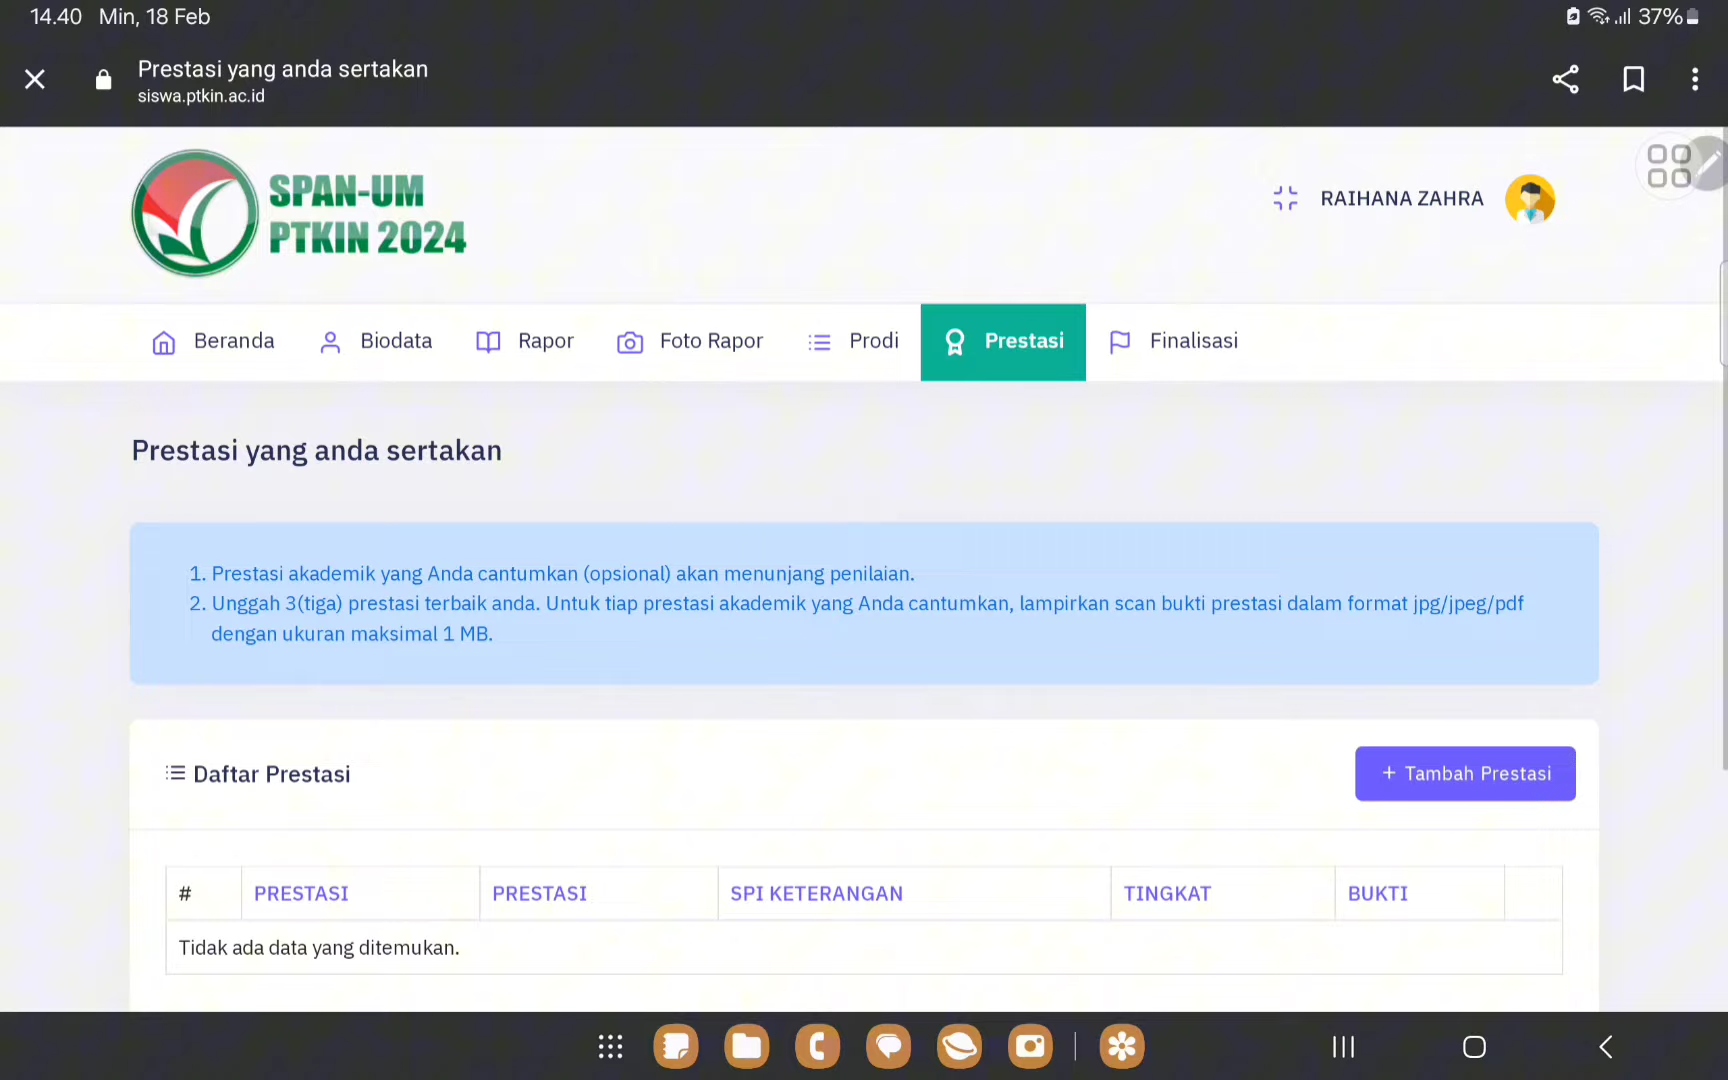 14.40 Min, 18 Feb
37%
Prestasi yang anda sertakan
siswa.ptkin.ac.id
SPAN-UM
PTKIN 2024
RAIHANA ZAHRA
Beranda Biodata Rapor Foto Rapor Prodi Prestasi Finalisasi
Prestasi yang anda sertakan
1. Prestasi akademik yang Anda cantumkan (opsional) akan menunjang penilaian.
2. Unggah 3(tiga) prestasi terbaik anda. Untuk tiap prestasi akademik yang Anda cantumkan, lampirkan scan bukti prestasi dalam format jpg/jpeg/pdf
dengan ukuran maksimal 1 MB.
Daftar Prestasi
+ Tambah Prestasi
# PRESTASI PRESTASI SPI KETERANGAN TINGKAT BUKTI
Tidak ada data yang ditemukan.